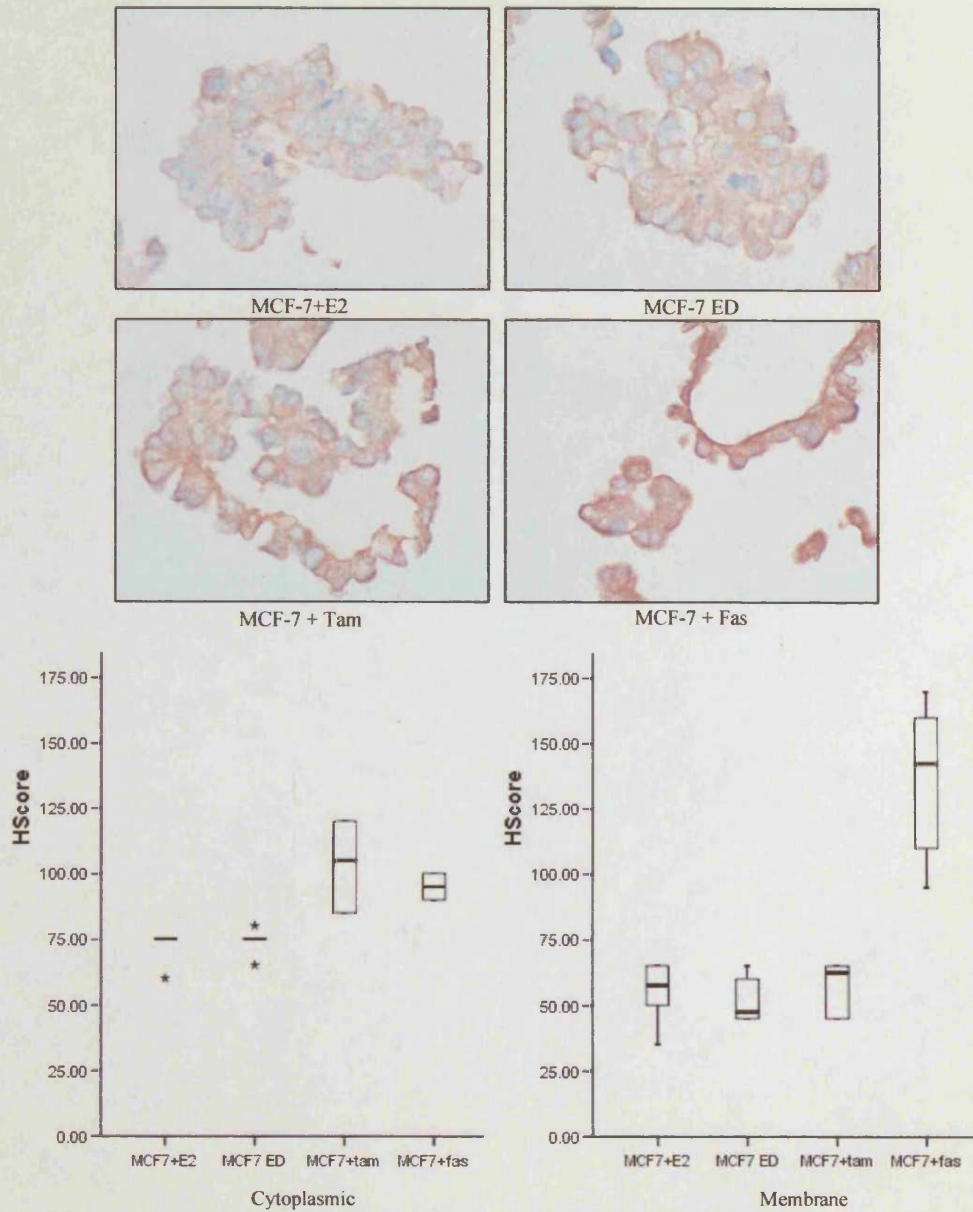 MCF-7+E2
MCF-7 ED
MCF-7 + Tam
MCF-7 + Fas
HScore
175.00
150.00
125.00
100.00
75.00
50.00
25.00
0.00
MCF7+E2 MCF7 ED MCF7+tam MCF7+fas
Cytoplasmic
HScore
175.00
150.00
125.00
100.00
75.00
50.00
25.00
0.00
MCF7+E2 MCF7 ED MCF7+tam MCF7+fas
Membrane